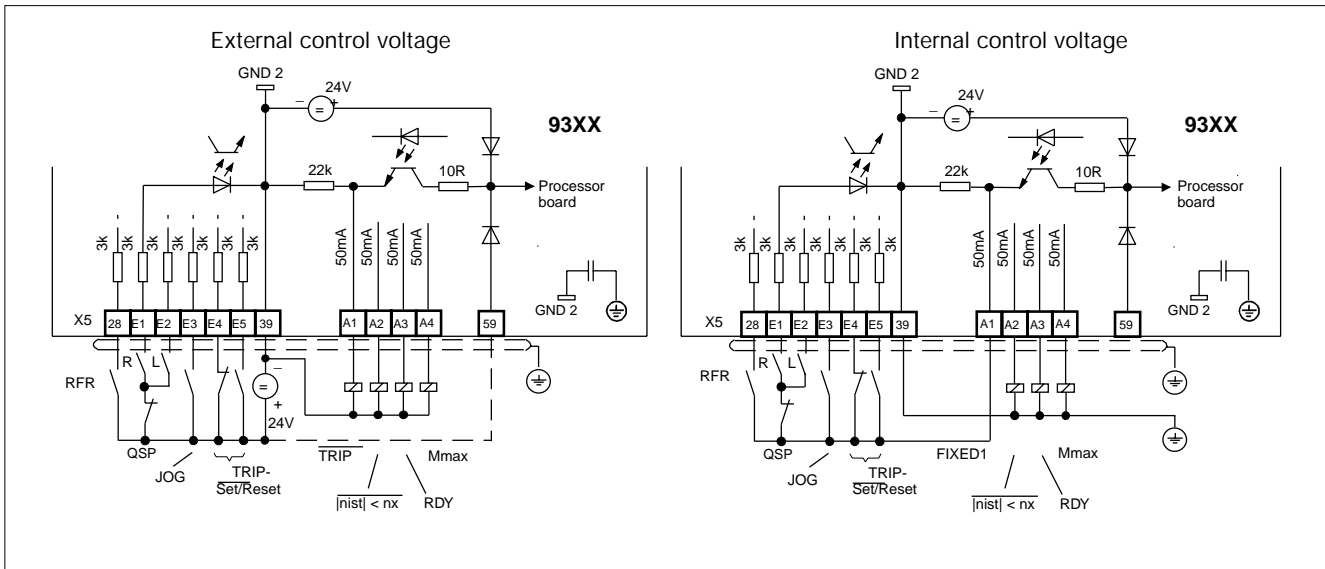 External control voltage
GND 2
24V
− +
=
93XX
22k
10R
Processor
board
3k 3k 3k 3k 3k 3k
50mA 50mA 50mA 50mA
GND 2
X5 28 E1 E2 E3 E4 E5 39 A1 A2 A3 A4 59
R L
RFR
−
=
+
24V
QSP
JOG
TRIP-
Set/Reset
TRIP
Mmax
|nist| < nx
RDY
Internal control voltage
GND 2
24V
− +
=
93XX
22k
10R
Processor
board
3k 3k 3k 3k 3k 3k
50mA 50mA 50mA 50mA
GND 2
X5 28 E1 E2 E3 E4 E5 39 A1 A2 A3 A4 59
R L
RFR
QSP
JOG
TRIP-
Set/Reset
FIXED1
Mmax
|nist| < nx
RDY